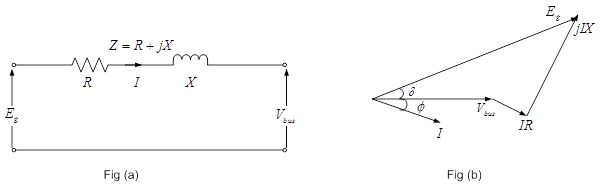 Z = R + jX
R
I
X
E_g
V_bus
Fig (a)
E_g
jIX
δ
ϕ
V_bus
I
IR
Fig (b)